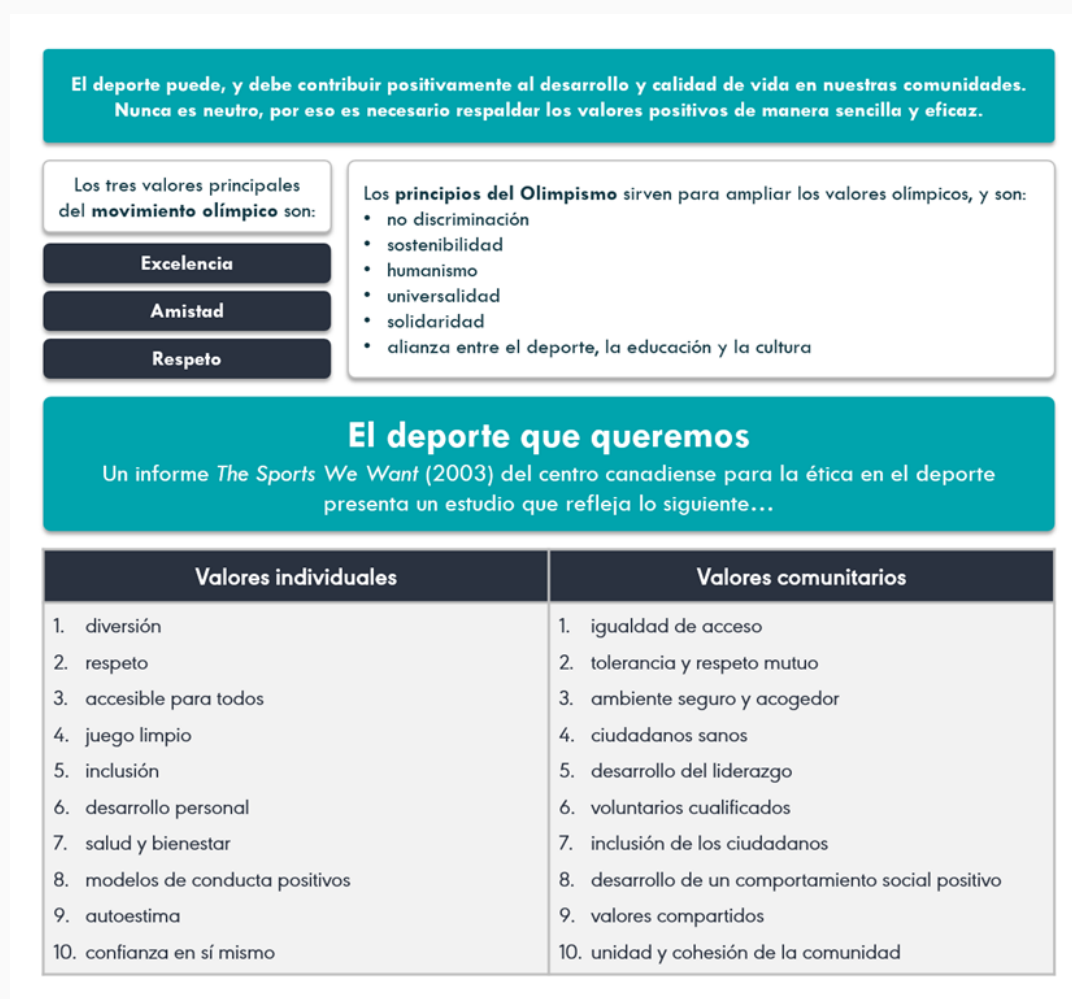 El deporte puede, y debe contribuir positivamente al desarrollo y calidad de vida en nuestras comunidades.
Nunca es neutro, por eso es necesario respaldar los valores positivos de manera sencilla y eficaz.
Los tres valores principales
del movimiento olímpico son:
Excelencia
Amistad
Respeto
Los principios del Olimpismo sirven para ampliar los valores olímpicos, y son:
• no discriminación
• sostenibilidad
• humanismo
• universalidad
• solidaridad
• alianza entre el deporte, la educación y la cultura
El deporte que queremos
Un informe The Sports We Want (2003) del centro canadiense para la ética en el deporte
presenta un estudio que refleja lo siguiente...
Valores individuales
1. diversión
2. respeto
3. accesible para todos
4. juego limpio
5. inclusión
6. desarrollo personal
7. salud y bienestar
8. modelos de conducta positivos
9. autoestima
10. confianza en sí mismo
Valores comunitarios
1. igualdad de acceso
2. tolerancia y respeto mutuo
3. ambiente seguro y acogedor
4. ciudadanos sanos
5. desarrollo del liderazgo
6. voluntarios cualificados
7. inclusión de los ciudadanos
8. desarrollo de un comportamiento social positivo
9. valores compartidos
10. unidad y cohesión de la comunidad